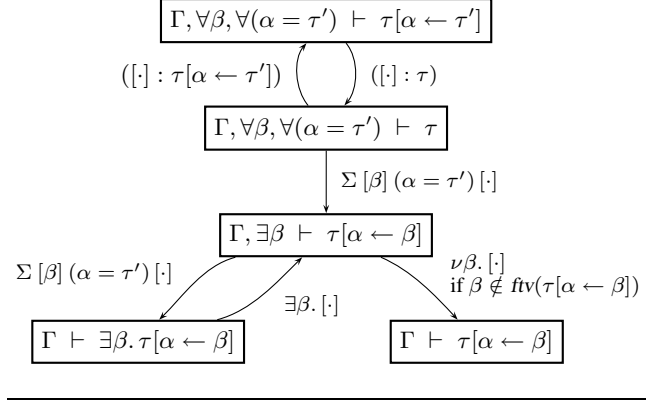 Γ, ∀β, ∀(α = τ′) ⊢ τ[α ← τ′]
([·] : τ[α ← τ′]) ([·] : τ)
Γ, ∀β, ∀(α = τ′) ⊢ τ
Σ [β] (α = τ′) [·]
Γ, ∃β ⊢ τ[α ← β]
Σ [β] (α = τ′) [·]
νβ. [·]
if β ∉ ftv(τ[α ← β])
∃β. [·]
Γ ⊢ ∃β. τ[α ← β]
Γ ⊢ τ[α ← β]